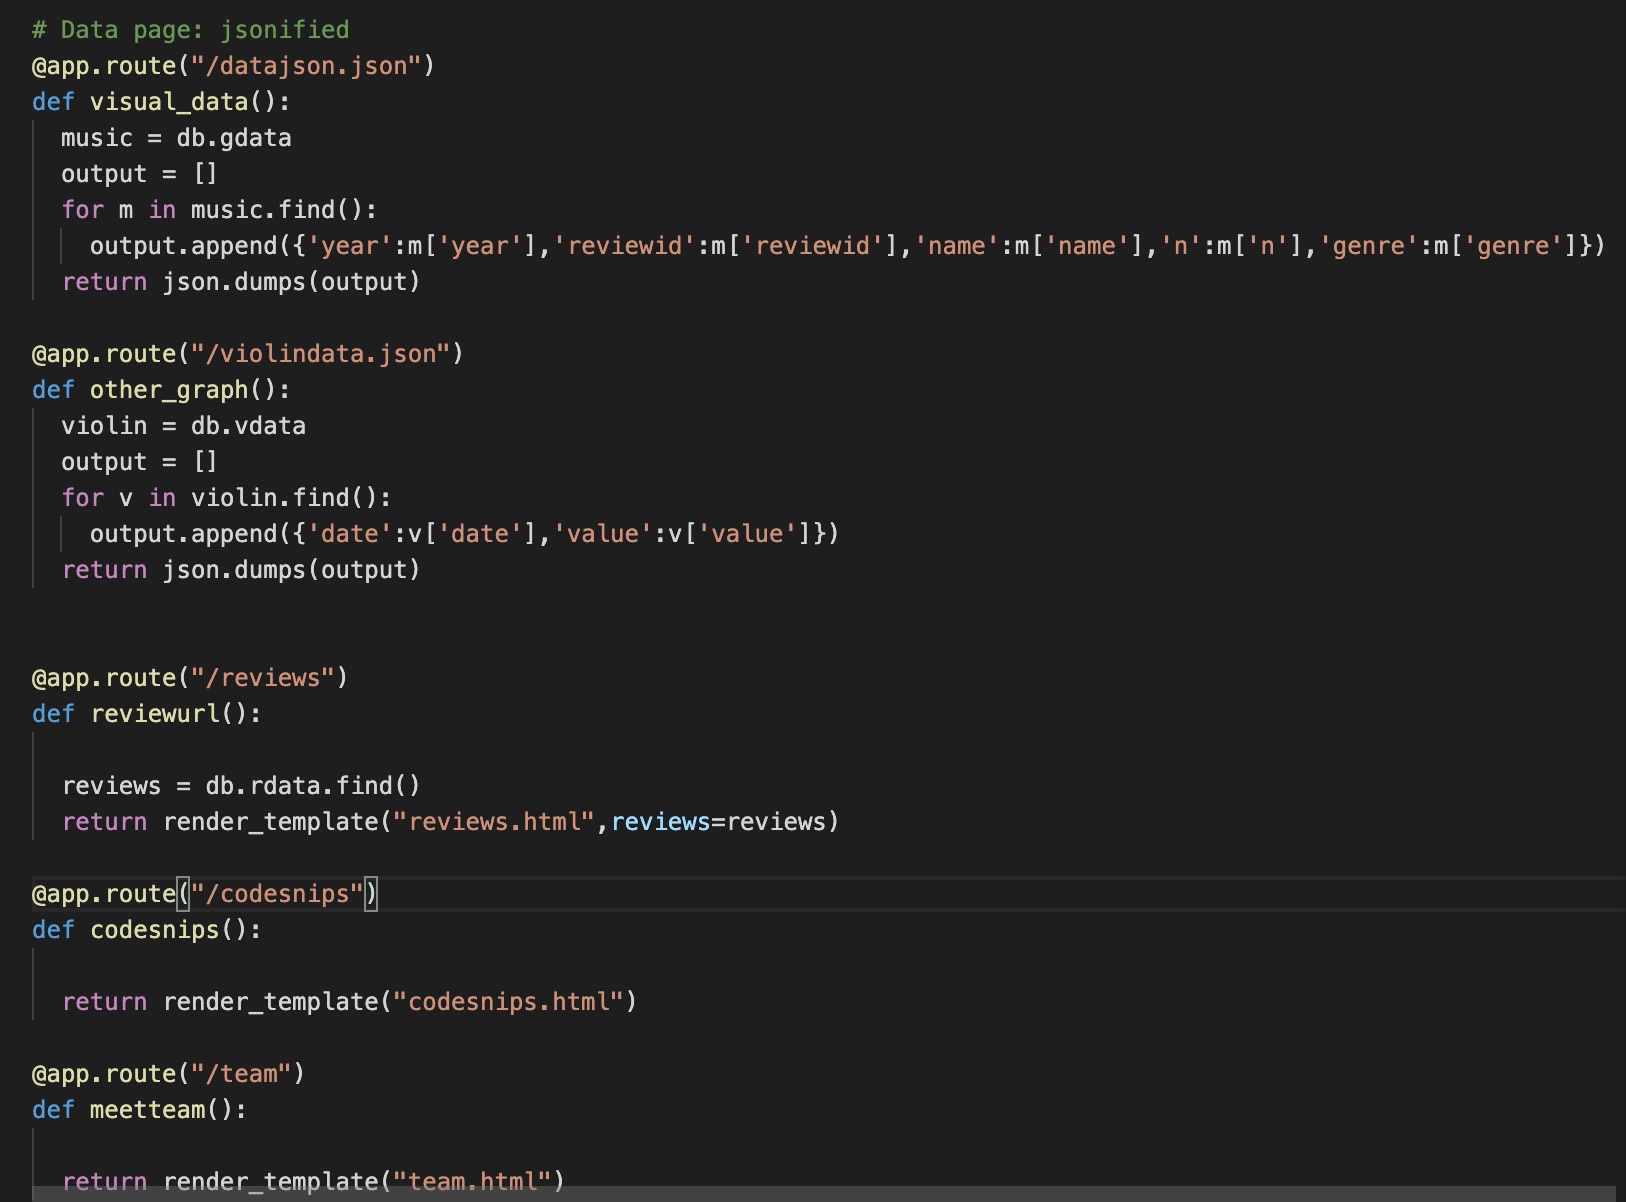 # Data page: jsonified
@app.route("/datajson.json")
def visual_data():
  music = db.gdata
  output = []
  for m in music.find():
    output.append({'year':m['year'],'reviewid':m['reviewid'],'name':m['name'],'n':m['n'],'genre':m['genre']})
  return json.dumps(output)

@app.route("/violindata.json")
def other_graph():
  violin = db.vdata
  output = []
  for v in violin.find():
    output.append({'date':v['date'],'value':v['value']})
  return json.dumps(output)


@app.route("/reviews")
def reviewurl():

  reviews = db.rdata.find()
  return render_template("reviews.html",reviews=reviews)

@app.route("/codesnips")
def codesnips():

  return render_template("codesnips.html")

@app.route("/team")
def meetteam():

  return render_template("team.html")